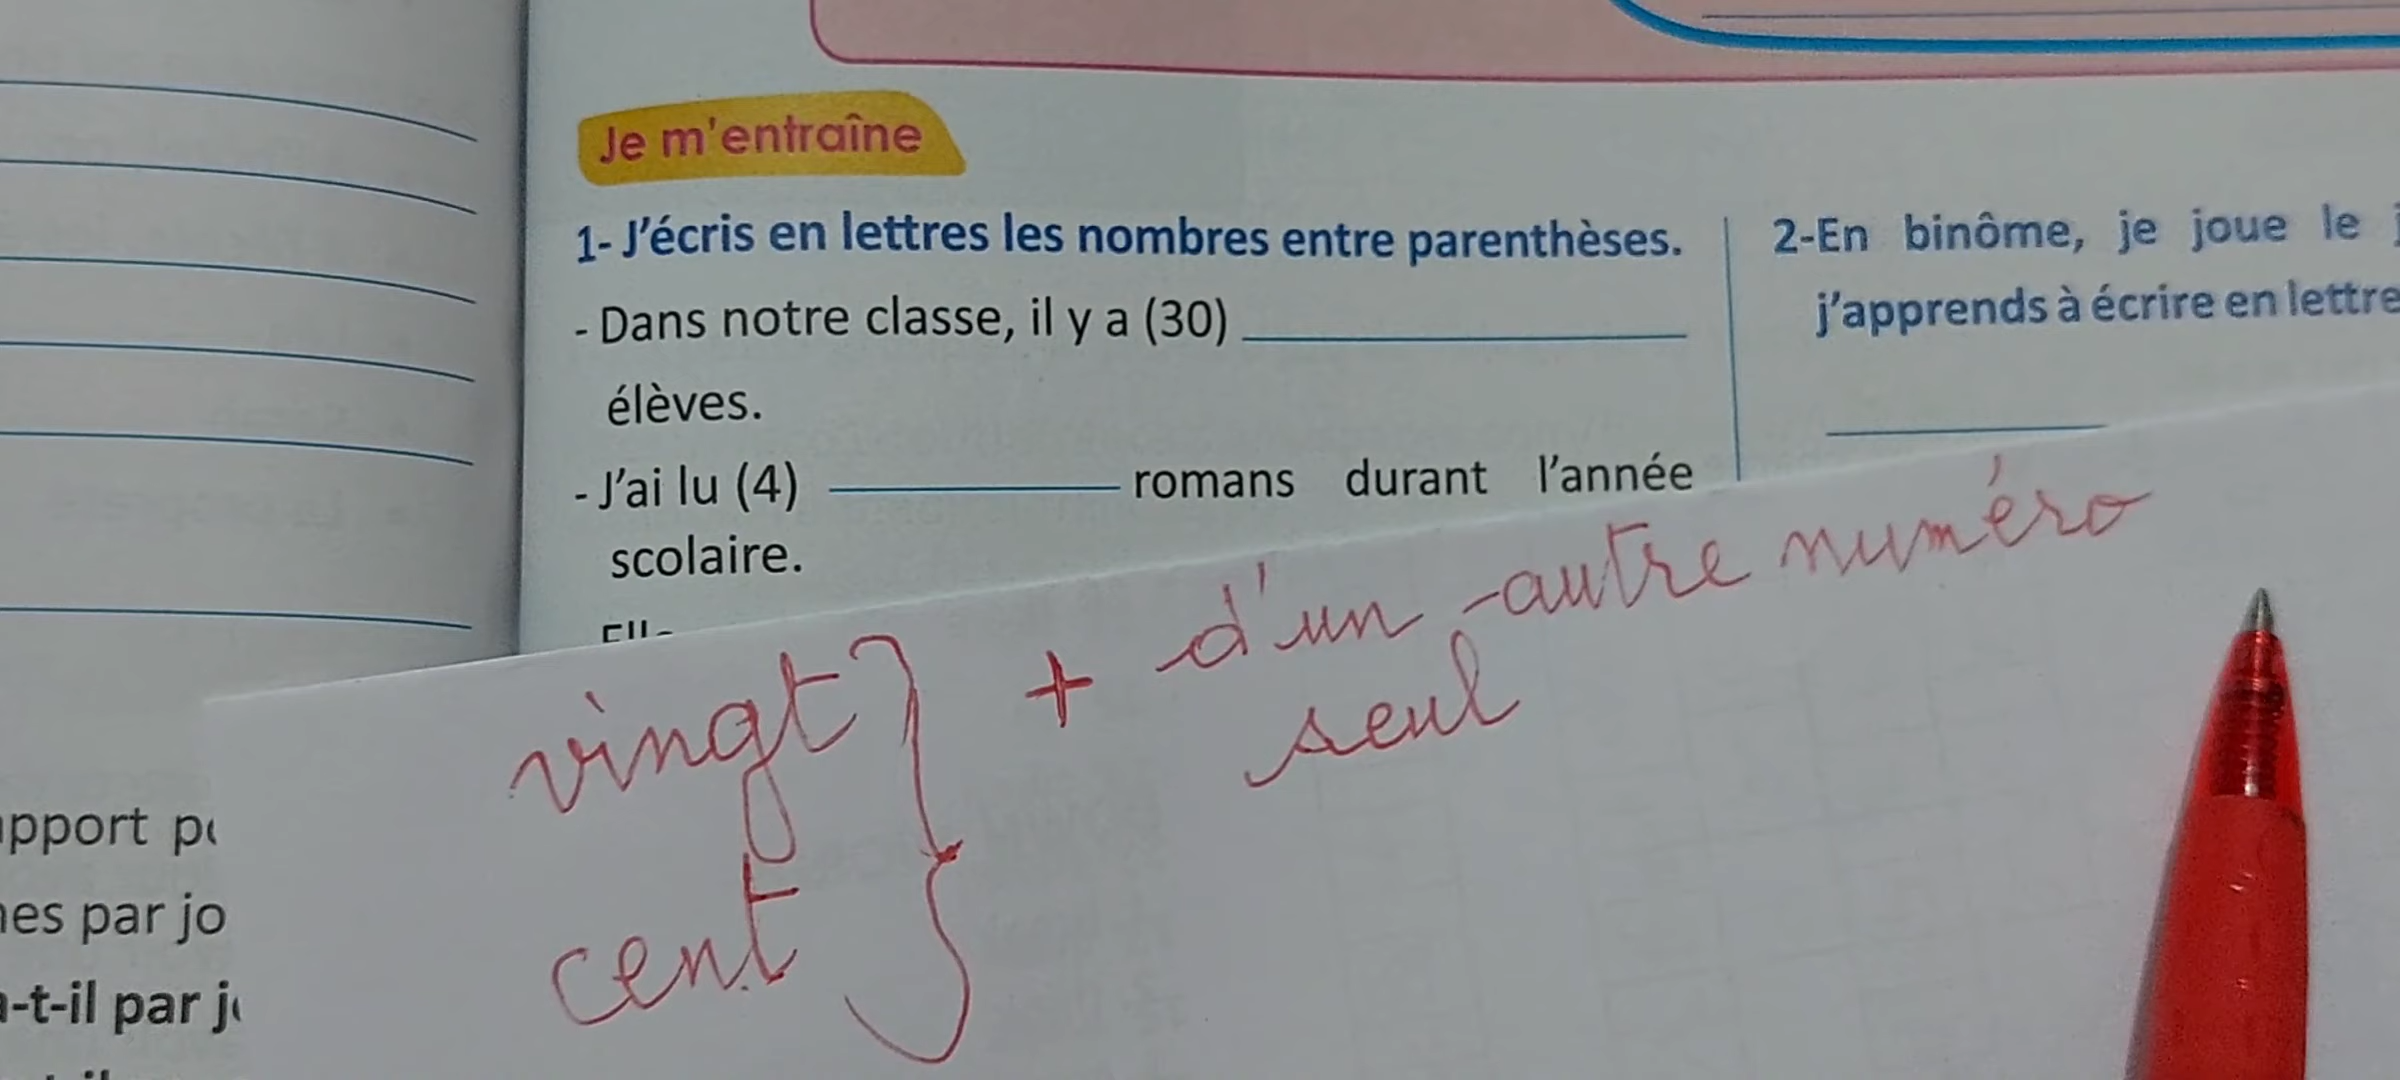 Je m'entraîne
1- J'écris en lettres les nombres entre parenthèses.
- Dans notre classe, il y a (30)
élèves.
- J'ai lu (4) romans durant l'année
scolaire.
2-En binôme, je joue le
j'apprends à écrire en lettre
vingt + d'un autre numéro
seul
cent
pport
es par jo
-t-il par j